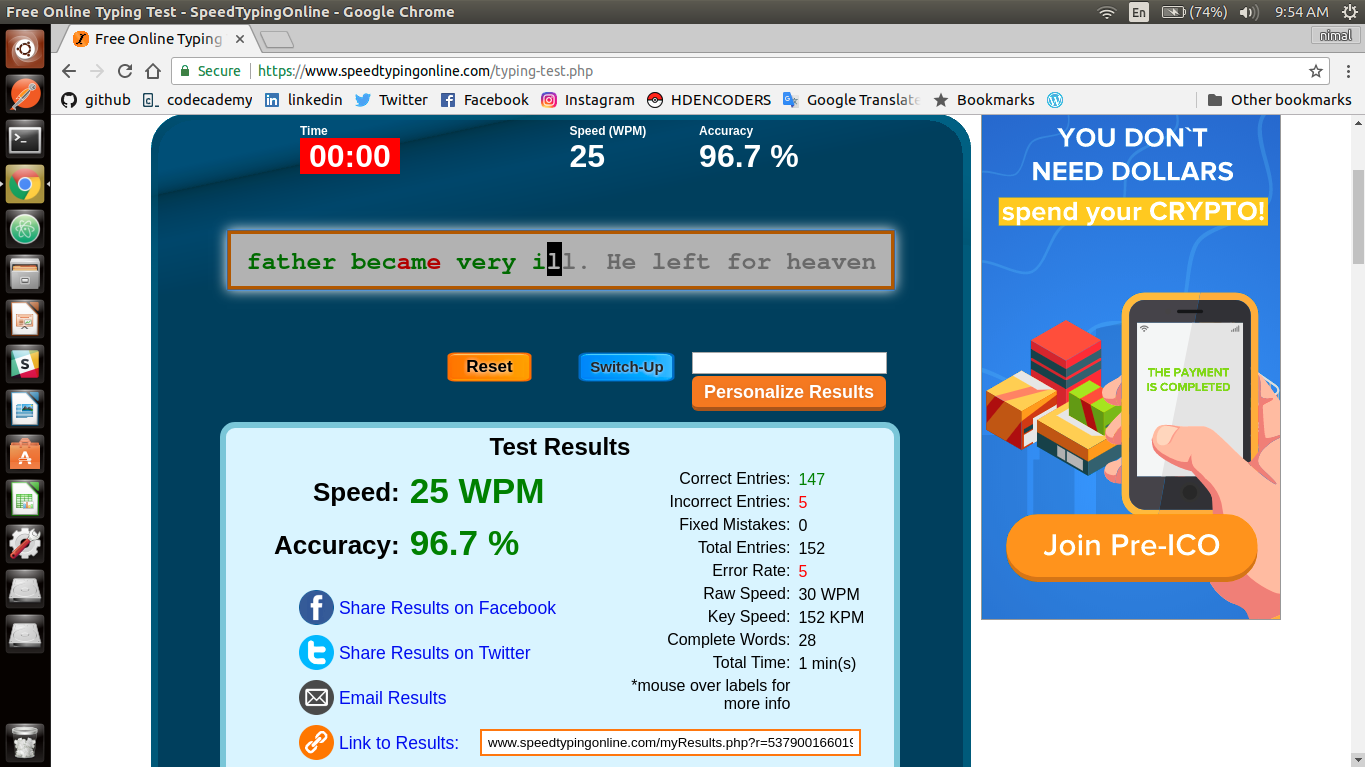 Free Online Typing Test - SpeedTypingOnline - Google Chrome
En (74%) 9:54 AM
Free Online Typing
nimal
Secure https://www.speedtypingonline.com/typing-test.php
github codecademy linkedin Twitter Facebook Instagram HDENCODERS Google Translate Bookmarks Other bookmarks
Time Speed (WPM) Accuracy
00:00 25 96.7 %
father became very ill. He left for heaven
Reset Switch-Up
Personalize Results
Test Results
Speed: 25 WPM
Accuracy: 96.7 %
Share Results on Facebook
Share Results on Twitter
Email Results
Link to Results: www.speedtypingonline.com/myResults.php?r=537900166019
Correct Entries: 147
Incorrect Entries: 5
Fixed Mistakes: 0
Total Entries: 152
Error Rate: 5
Raw Speed: 30 WPM
Key Speed: 152 KPM
Complete Words: 28
Total Time: 1 min(s)
*mouse over labels for
more info
YOU DON`T
NEED DOLLARS
spend your CRYPTO!
THE PAYMENT
IS COMPLETED
Join Pre-ICO